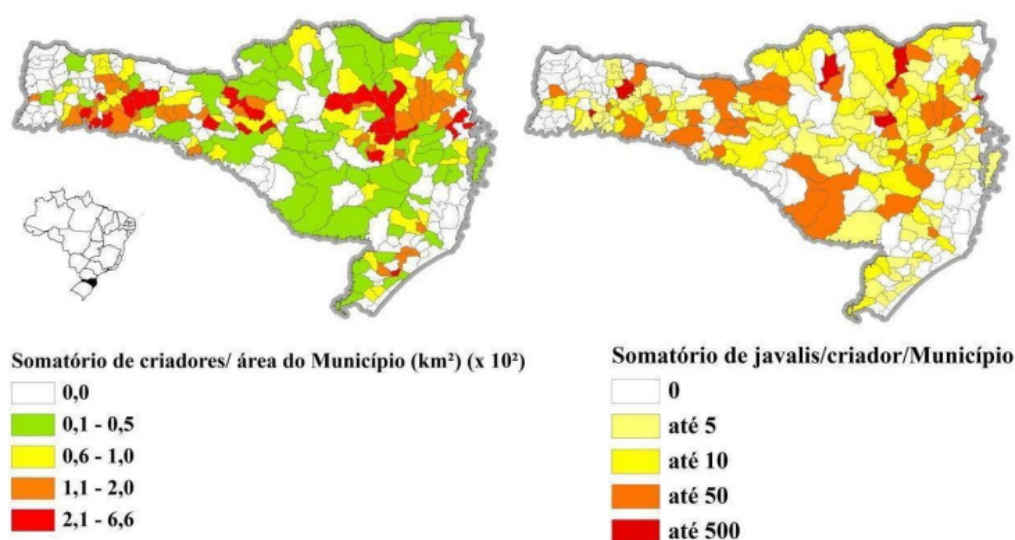 Somatório de criadores/ área do Município (km²) (x 10²)
0,0
0,1 - 0,5
0,6 - 1,0
1,1 - 2,0
2,1 - 6,6
Somatório de javalis/criador/Município
0
até 5
até 10
até 50
até 500